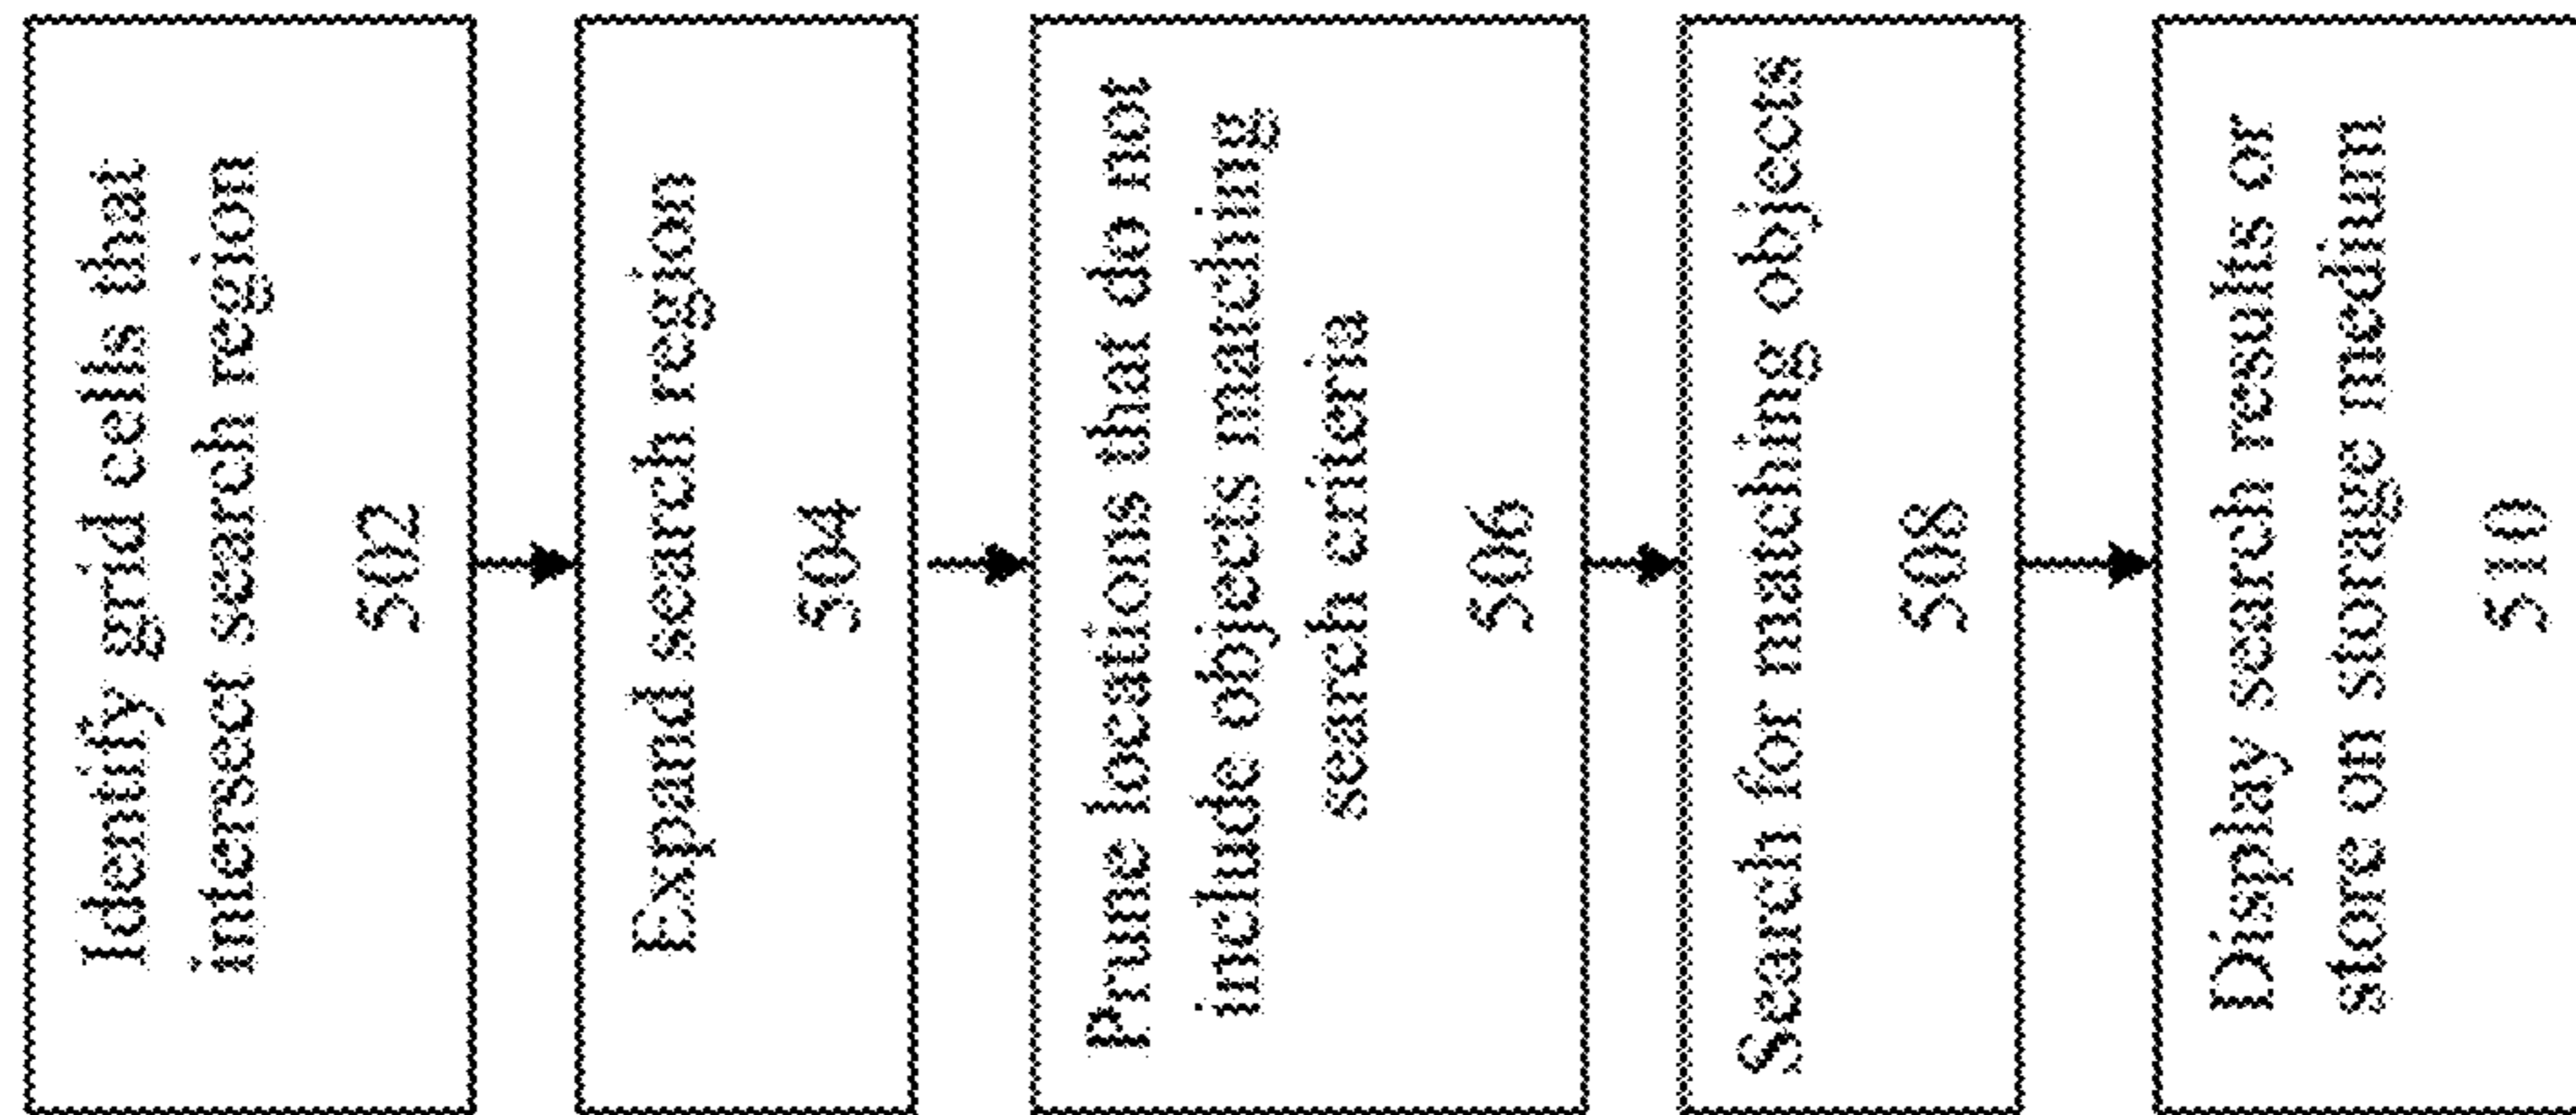 Identify grid cells that
intersect search region
502
Expand search region
504
Prune locations that do not
include objects matching
search criteria
506
Search for matching objects
508
Display search results or
store on storage medium
510